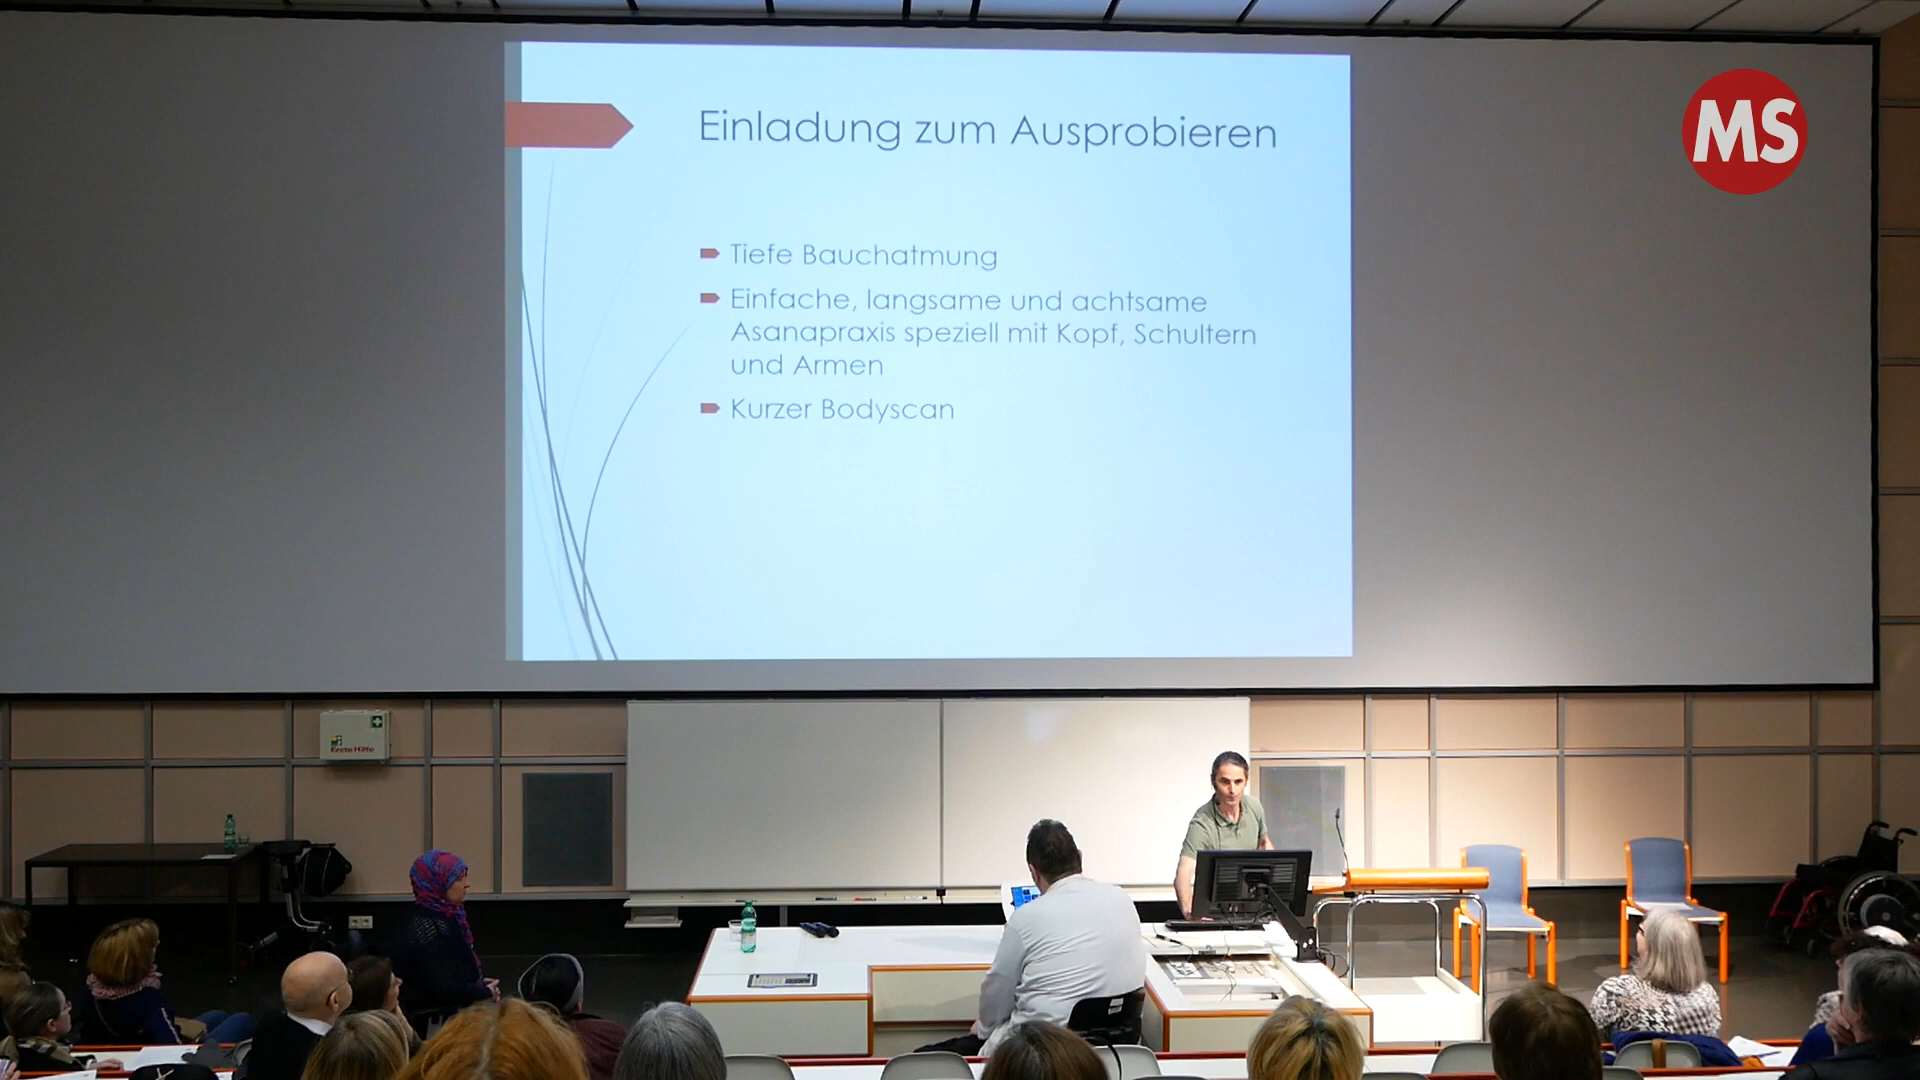 Einladung zum Ausprobieren
MS
Tiefe Bauchatmung
Einfache, langsame und achtsame
Asanapraxis speziell mit Kopf, Schultern
und Armen
Kurzer Bodyscan
Erste-Hilfe